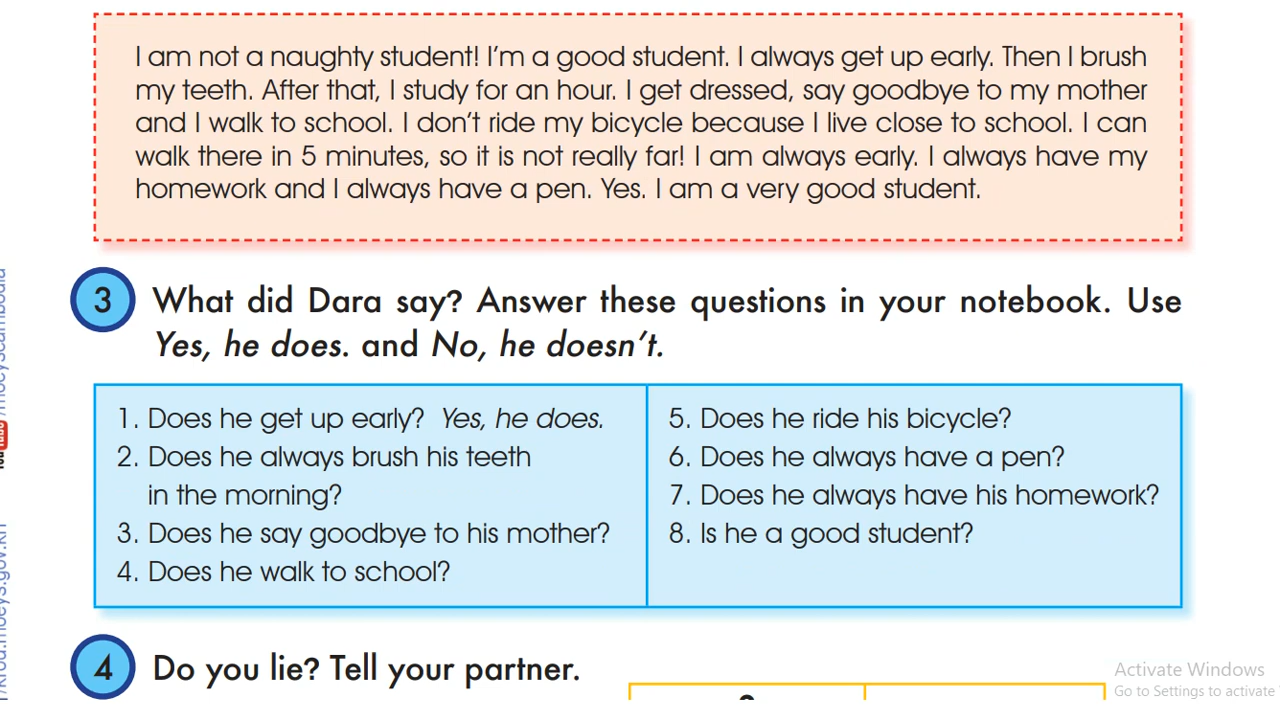 I am not a naughty student! I'm a good student. I always get up early. Then I brush
my teeth. After that, I study for an hour. I get dressed, say goodbye to my mother
and I walk to school. I don't ride my bicycle because I live close to school. I can
walk there in 5 minutes, so it is not really far! I am always early. I always have my
homework and I always have a pen. Yes. I am a very good student.
3 What did Dara say? Answer these questions in your notebook. Use
Yes, he does. and No, he doesn't.
1. Does he get up early? Yes, he does.
2. Does he always brush his teeth
in the morning?
3. Does he say goodbye to his mother?
4. Does he walk to school?
5. Does he ride his bicycle?
6. Does he always have a pen?
7. Does he always have his homework?
8. Is he a good student?
4 Do you lie? Tell your partner.
Activate Windows
Go to Settings to activate